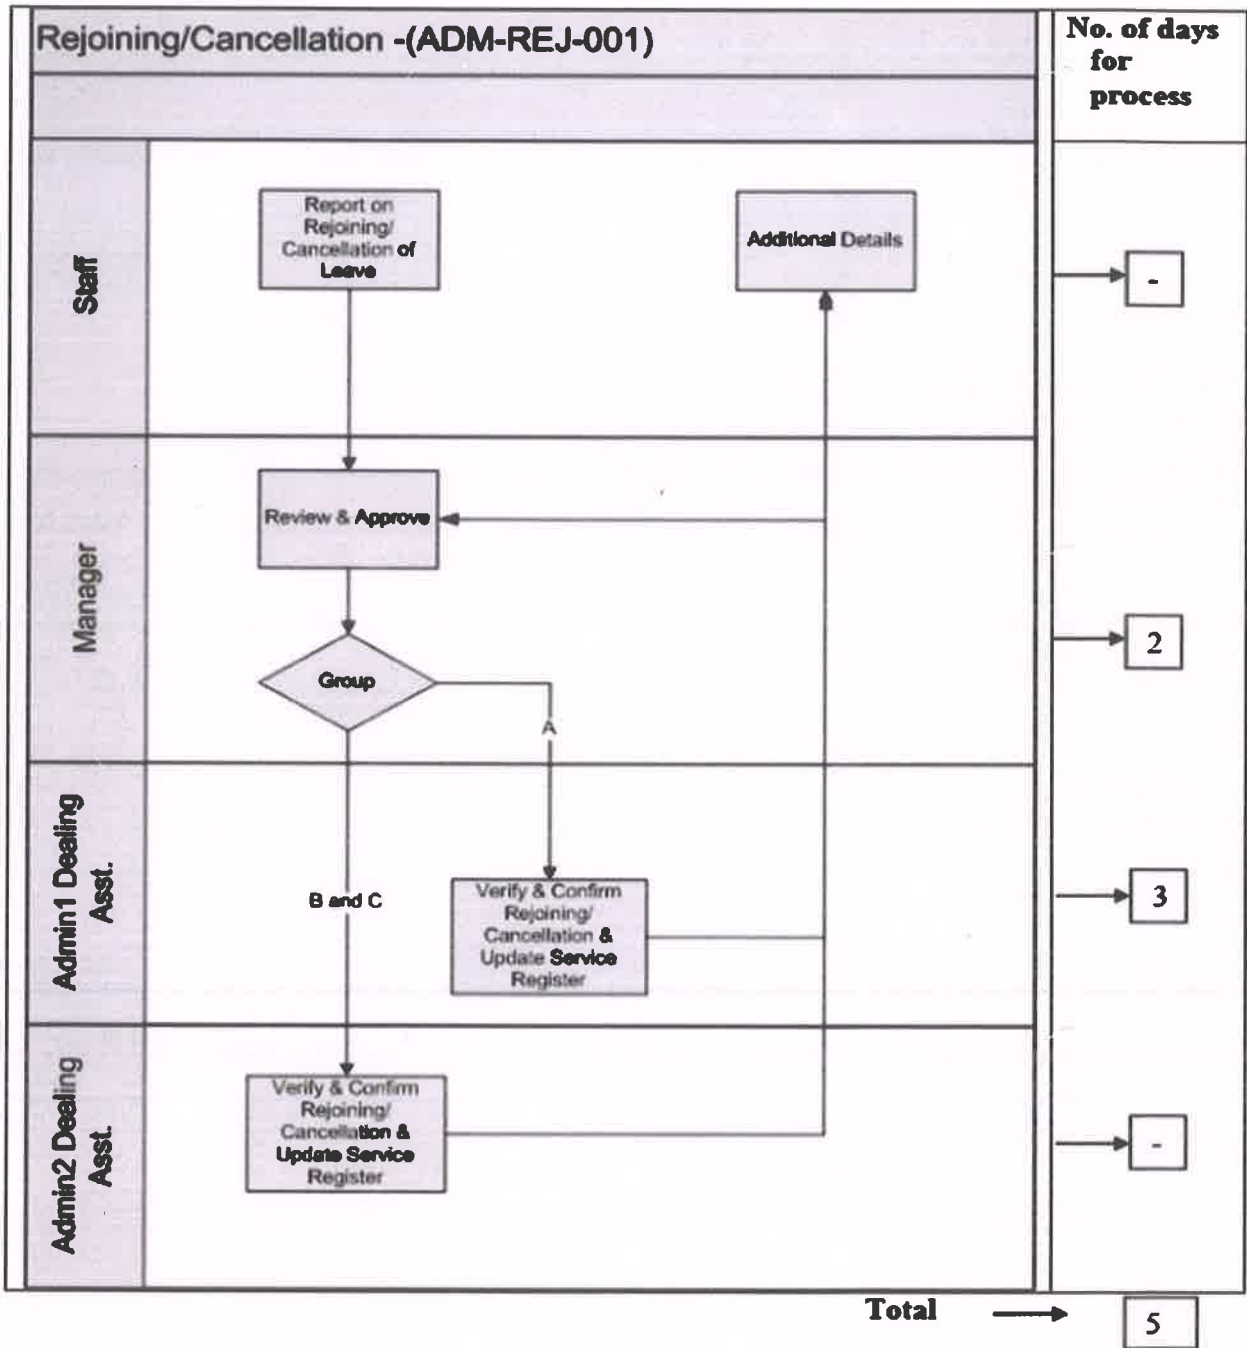 Rejoining/Cancellation -(ADM-REJ-001)
No. of days
for
process
Staff
Report on
Rejoining/
Cancellation of
Leave
Additional Details
-
Manager
Review & Approve
Group
A
2
Admin1 Dealing
Asst.
B and C
Verify & Confirm
Rejoining/
Cancellation &
Update Service
Register
3
Admin2 Dealing
Asst.
Verify & Confirm
Rejoining/
Cancellation &
Update Service
Register
-
Total
5